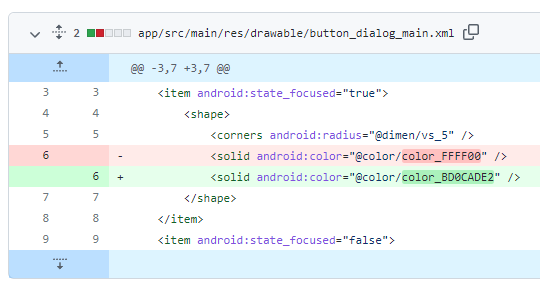 2 app/src/main/res/drawable/button_dialog_main.xml
@@ -3,7 +3,7 @@
3 3 <item android:state_focused="true">
4 4 <shape>
5 5 <corners android:radius="@dimen/vs_5" />
6 - <solid android:color="@color/color_FFFF00" />
6 + <solid android:color="@color/color_BD0CADE2" />
7 7 </shape>
8 8 </item>
9 9 <item android:state_focused="false">